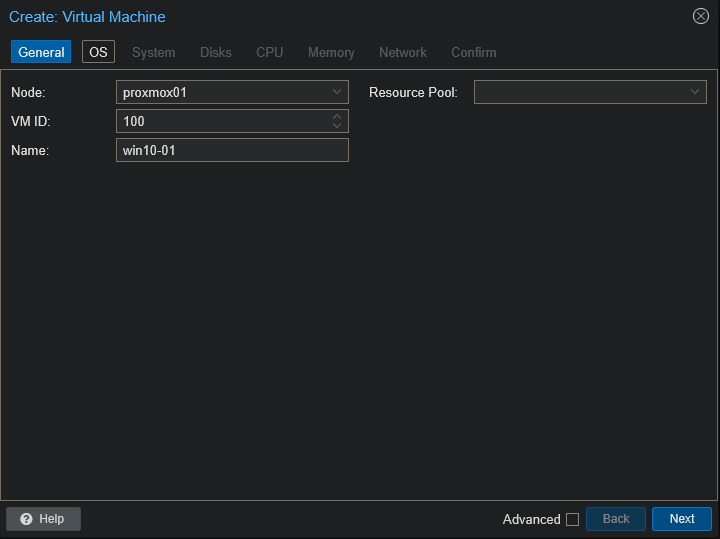 Create: Virtual Machine
General OS System Disks CPU Memory Network Confirm
Node: proxmox01 Resource Pool:
VM ID: 100
Name: win10-01
? Help Advanced Back Next